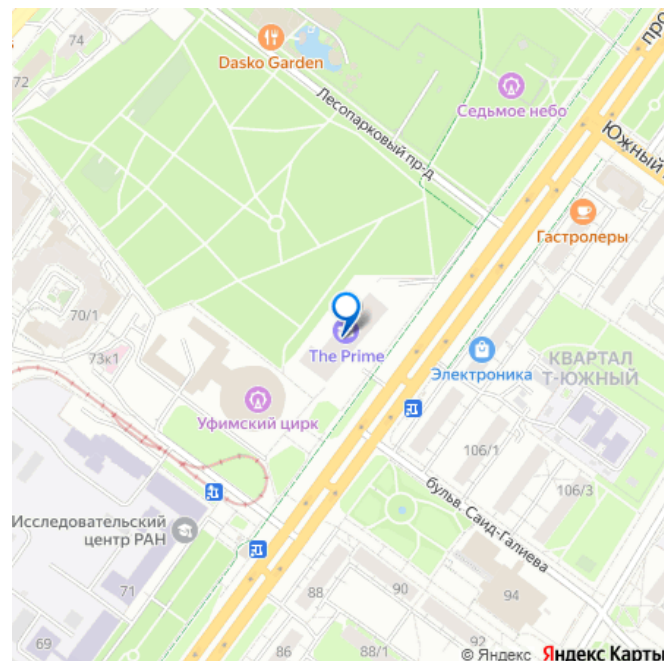 74
72
Dasko Garden
Седьмое небо
Лесопарковый пр-д
Гастролеры
70/1
73к1
The Prime
Электроника
КВАРТАЛ
Т-ЮЖНЫЙ
Уфимский цирк
106/1
106/3
бульв. Саид-Галиева
Исследовательский
центр РАН
71
69
88
90
94
86
88/1
92
© Яндекс Яндекс Карты